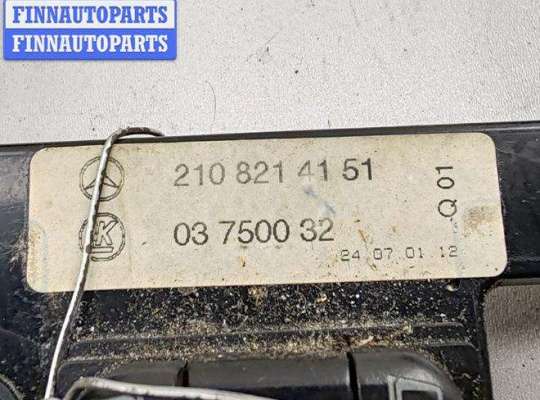 FINNAUTOPARTS
FINNAUTOPARTS
210 821 41 51
K
03 7500 32
24 07 01 12
Q 01